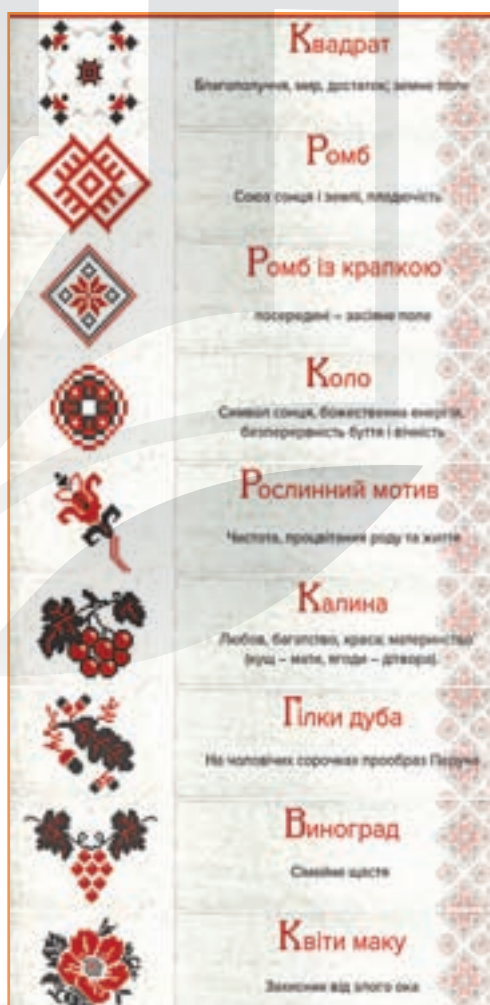 Квадрат
Благополуччя, мир, достаток; земне поле
Ромб
Союз сонця і землі, плодючість
Ромб із крапкою
посередині – засіяне поле
Коло
Символ сонця, божественна енергія,
безперервність буття і вічність
Рослинний мотив
Чистота, процвітання роду та життя
Калина
Любов, багатство, краса; материнство
(кущ – мати, ягоди – дітвора)
Гілки дуба
На чоловічих сорочках прообраз Перуна
Виноград
Сімейне щастя
Квіти маку
Захисник від злого ока